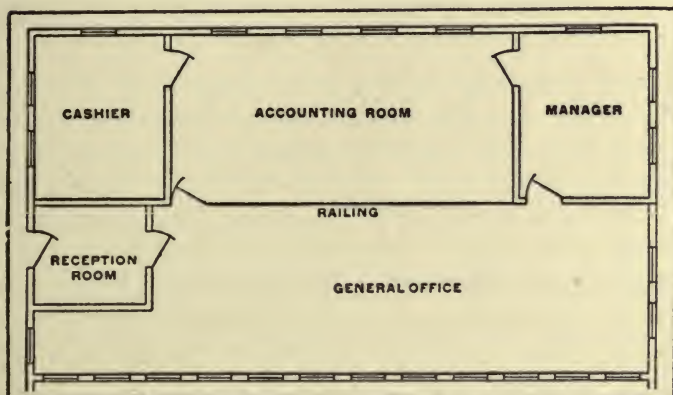 CASHIER
ACCOUNTING ROOM
MANAGER
RAILING
RECEPTION
ROOM
GENERAL OFFICE